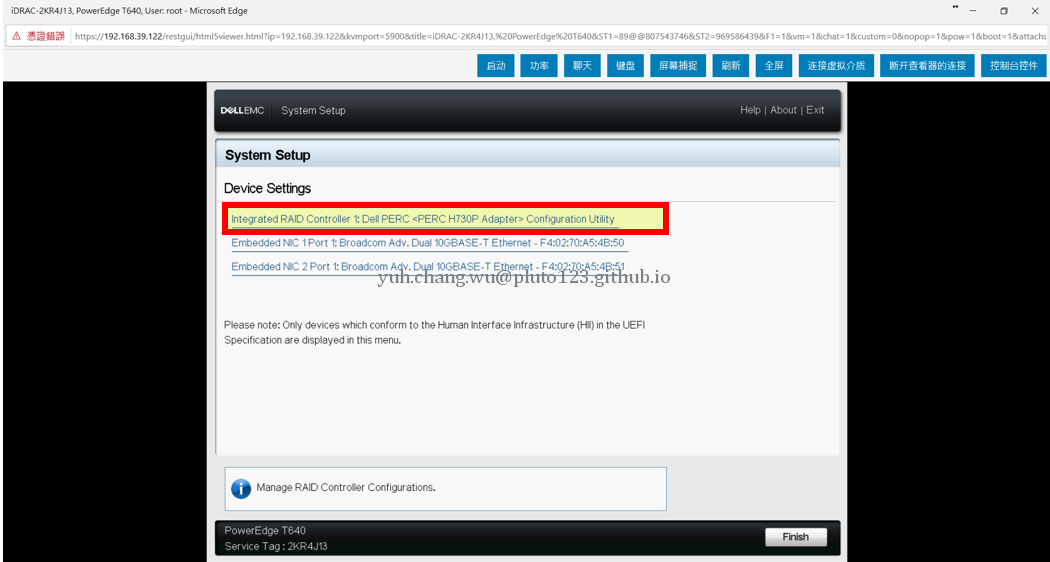 iDRAC-2KR4J13, PowerEdge T640, User: root - Microsoft Edge
憑證錯誤 https://192.168.39.122/restgui/html5viewer.html?ip=192.168.39.122&kvmport=5900&title=iDRAC-2KR4J13,%20PowerEdge%20T640&ST1=89@@807543746&ST2=969586439&F1=1&vm=1&chat=1&custom=0&nopop=1&pow=1&boot=1&attachs
启动 功率 聊天 键盘 屏幕捕捉 刷新 全屏 连接虚拟介质 断开查看器的连接 控制台控件
DELLEMC System Setup Help | About | Exit
System Setup
Device Settings
Integrated RAID Controller 1: Dell PERC <PERC H730P Adapter> Configuration Utility
Embedded NIC 1 Port 1: Broadcom Adv. Dual 10GBASE-T Ethernet - F4:02:70:A5:4B:50
Embedded NIC 2 Port 1: Broadcom Adv. Dual 10GBASE-T Ethernet - F4:02:70:A5:4B:51
yuh.chang.wu@pluto123.github.io
Please note: Only devices which conform to the Human Interface Infrastructure (HII) in the UEFI
Specification are displayed in this menu.
Manage RAID Controller Configurations.
PowerEdge T640
Service Tag : 2KR4J13
Finish